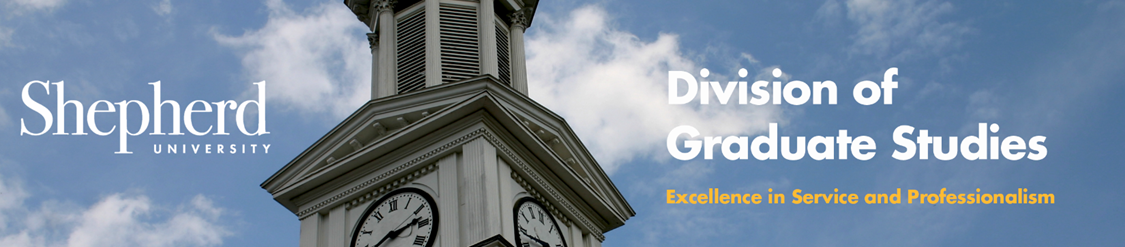 Shepherd
UNIVERSITY
Division of
Graduate Studies
Excellence in Service and Professionalism